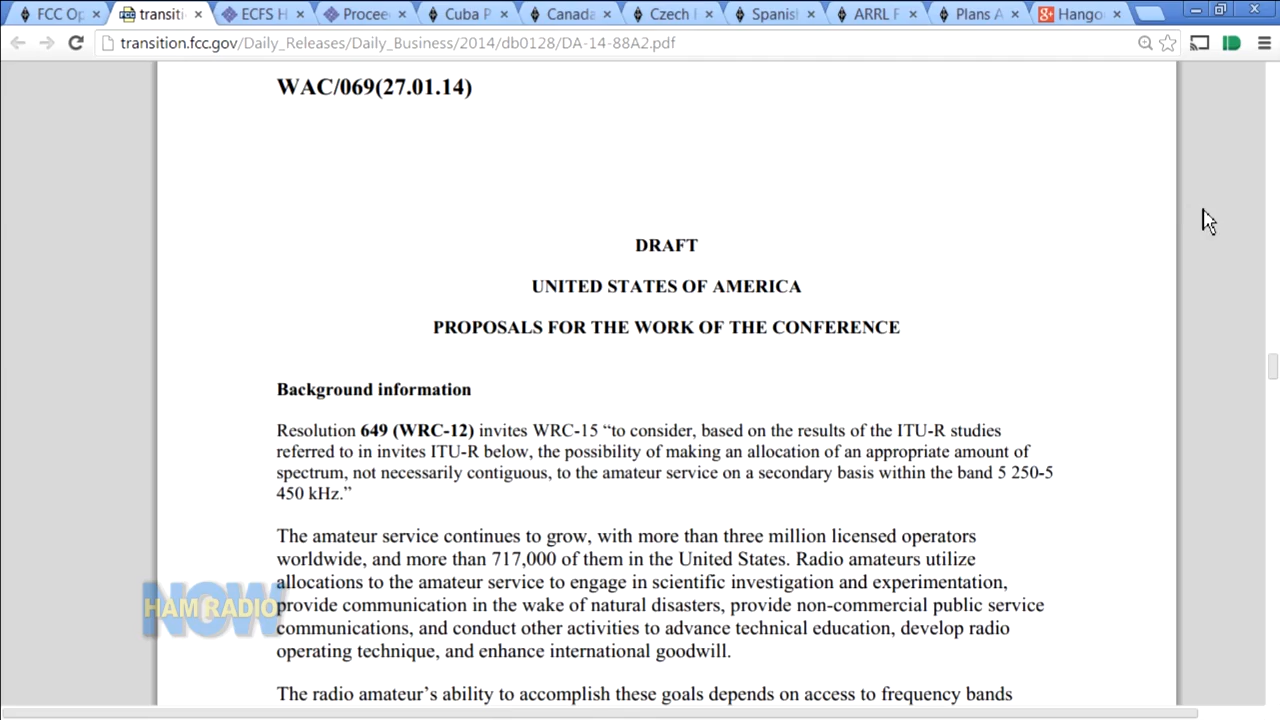 FCC Op
transiti
ECFS H
Procee
Cuba P
Canada
Czech
Spanish
ARRL F
Plans A
Hango
transition.fcc.gov/Daily_Releases/Daily_Business/2014/db0128/DA-14-88A2.pdf
WAC/069(27.01.14)
DRAFT
UNITED STATES OF AMERICA
PROPOSALS FOR THE WORK OF THE CONFERENCE
Background information
Resolution 649 (WRC-12) invites WRC-15 “to consider, based on the results of the ITU-R studies
referred to in invites ITU-R below, the possibility of making an allocation of an appropriate amount of
spectrum, not necessarily contiguous, to the amateur service on a secondary basis within the band 5 250-5
450 kHz.”
The amateur service continues to grow, with more than three million licensed operators
worldwide, and more than 717,000 of them in the United States. Radio amateurs utilize
allocations to the amateur service to engage in scientific investigation and experimentation,
provide communication in the wake of natural disasters, provide non-commercial public service
communications, and conduct other activities to advance technical education, develop radio
operating technique, and enhance international goodwill.
The radio amateur’s ability to accomplish these goals depends on access to frequency bands
HAM RADIO
NOW